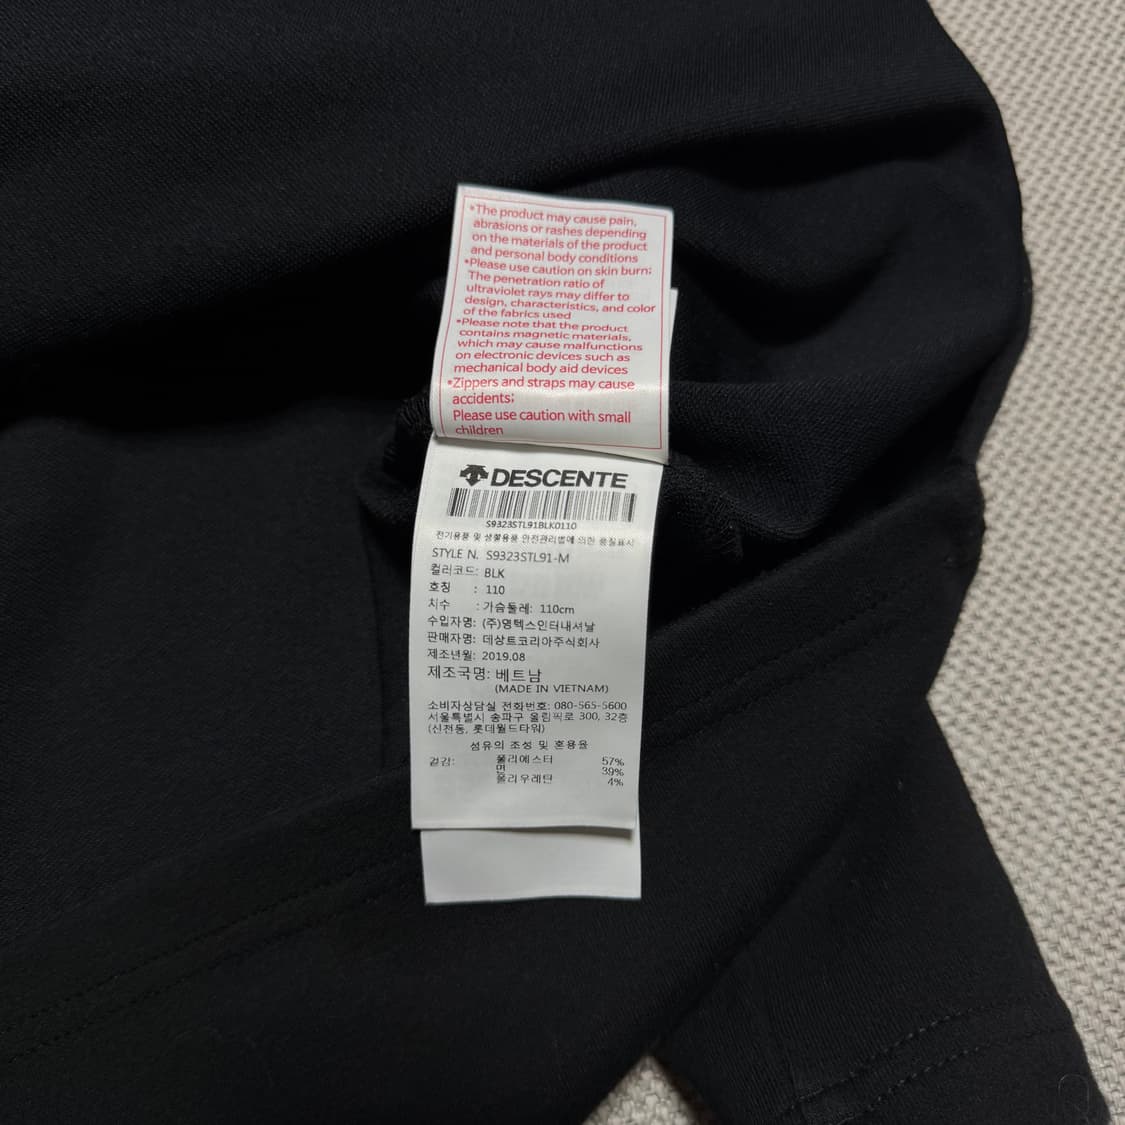 *The product may cause pain,
abrasions or rashes depending
on the materials of the product
and personal body conditions
*Please use caution on skin burn:
The penetration ratio of
ultraviolet rays may differ to
design, characteristics, and color
of the fabrics used
*Please note that the product
contains magnetic materials,
which may cause malfunctions
on electronic devices such as
mechanical body aid devices
*Zippers and straps may cause
accidents;
Please use caution with small
children
DESCENTE
S9323STL91BLK0110
전기용품 및 생활용품 안전관리법에 의한 품질표시
STYLE N. S9323STL91-M
컬러코드: BLK
호칭 : 110
치수 : 가슴둘레: 110cm
수입자명: (주)명텍스인터내셔날
판매자명: 데상트코리아주식회사
제조년월: 2019.08
제조국명: 베트남
(MADE IN VIETNAM)
소비자상담실 전화번호: 080-565-5600
서울특별시 송파구 올림픽로 300, 32층
(신천동, 롯데월드타워)
섬유의 조성 및 혼용율
겉감: 폴리에스터 57%
면 39%
폴리우레탄 4%